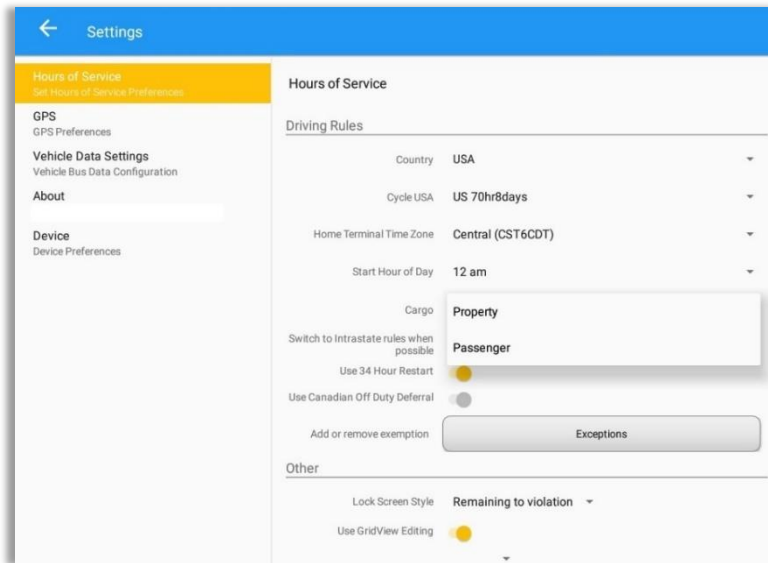 Settings
Hours of Service
Set Hours of Service Preferences
GPS
GPS Preferences
Vehicle Data Settings
Vehicle Bus Data Configuration
About
Device
Device Preferences
Hours of Service
Driving Rules
Country USA
Cycle USA US 70hr8days
Home Terminal Time Zone Central (CST6CDT)
Start Hour of Day 12 am
Cargo Property
Passenger
Switch to Intrastate rules when
possible
Use 34 Hour Restart
Use Canadian Off Duty Deferral
Add or remove exemption Exceptions
Other
Lock Screen Style Remaining to violation
Use GridView Editing